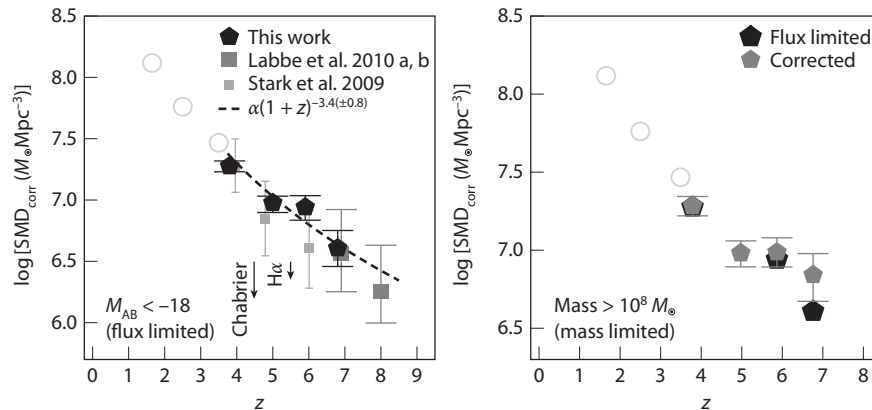 8.5
8.0
7.5
7.0
6.5
6.0
log [SMD_corr (M_⊙ Mpc⁻³)]
This work
Labbe et al. 2010 a, b
Stark et al. 2009
α(1 + z)^−3.4(±0.8)
Chabrier
Hα
M_AB < −18
(flux limited)
0 1 2 3 4 5 6 7 8 9
z
8.5
8.0
7.5
7.0
6.5
log [SMD_corr (M_⊙ Mpc⁻³)]
Flux limited
Corrected
Mass > 10⁸ M_⊙
(mass limited)
0 1 2 3 4 5 6 7 8
z